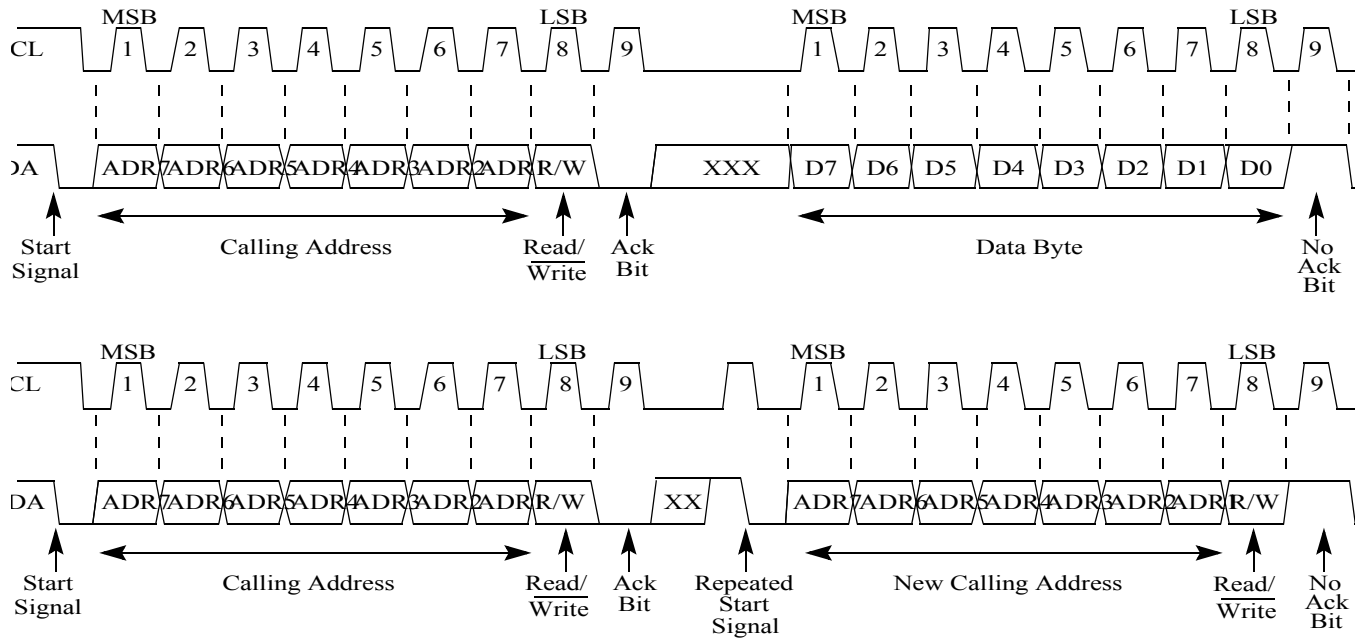 MSB LSB MSB LSB
CL 1 2 3 4 5 6 7 8 9 1 2 3 4 5 6 7 8 9
DA ADR7 ADR6 ADR5 ADR4 ADR3 ADR2 ADR1 R/W XXX D7 D6 D5 D4 D3 D2 D1 D0
Start Signal
Calling Address
Read/
Write
Ack
Bit
Data Byte
No
Ack
Bit
MSB LSB MSB LSB
CL 1 2 3 4 5 6 7 8 9 1 2 3 4 5 6 7 8 9
DA ADR7 ADR6 ADR5 ADR4 ADR3 ADR2 ADR1 R/W XX ADR7 ADR6 ADR5 ADR4 ADR3 ADR2 ADR1 R/W
Start
Signal
Calling Address
Read/
Write
Ack
Bit
Repeated
Start
Signal
New Calling Address
Read/
Write
No
Ack
Bit